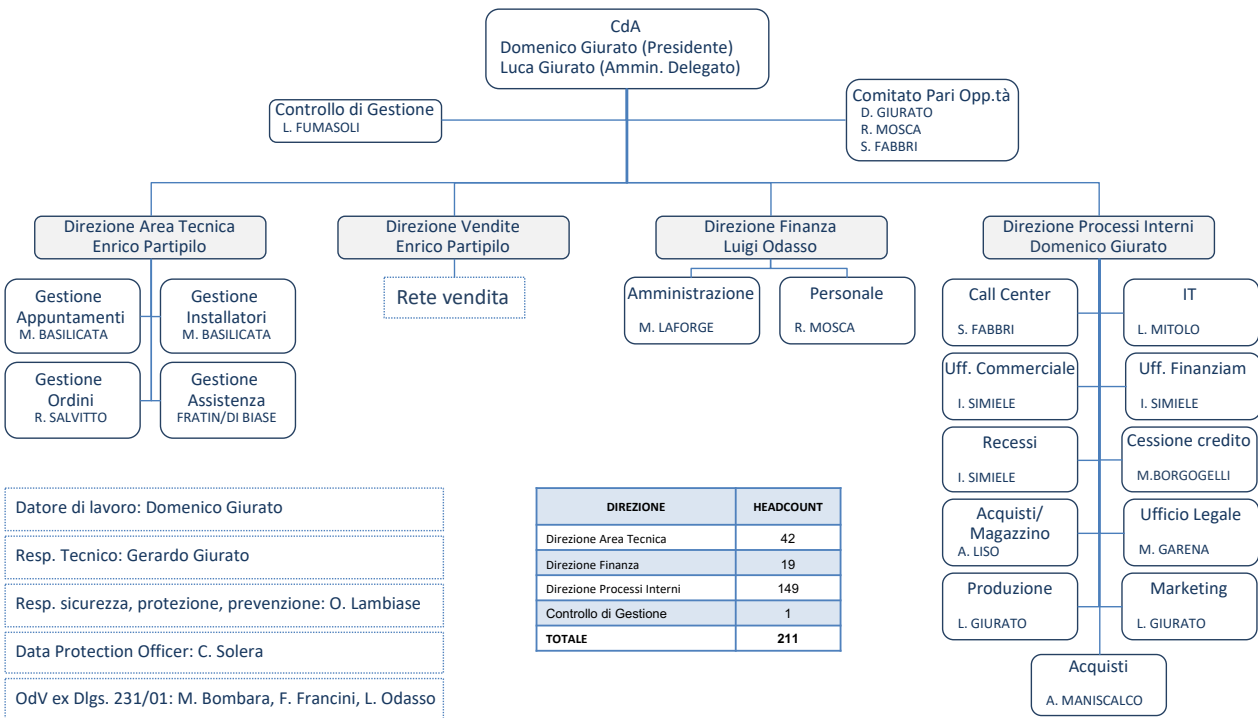 CdA
Domenico Giurato (Presidente)
Luca Giurato (Ammin. Delegato)
Controllo di Gestione
L. FUMASOLI
Comitato Pari Opp.tà
D. GIURATO
R. MOSCA
S. FABBRI
Direzione Area Tecnica
Enrico Partipilo
Direzione Vendite
Enrico Partipilo
Direzione Finanza
Luigi Odasso
Direzione Processi Interni
Domenico Giurato
Gestione
Appuntamenti
M. BASILICATA
Gestione
Installatori
M. BASILICATA
Gestione
Ordini
R. SALVITTO
Gestione
Assistenza
FRATIN/DI BIASE
Rete vendita
Amministrazione
M. LAFORGE
Personale
R. MOSCA
Call Center
S. FABBRI
IT
L. MITOLO
Uff. Commerciale
I. SIMIELE
Uff. Finanziam
I. SIMIELE
Recessi
I. SIMIELE
Cessione credito
M.BORGOGELLI
Acquisti/
Magazzino
A. LISO
Ufficio Legale
M. GARENA
Produzione
L. GIURATO
Marketing
L. GIURATO
Acquisti
A. MANISCALCO
Datore di lavoro: Domenico Giurato
Resp. Tecnico: Gerardo Giurato
Resp. sicurezza, protezione, prevenzione: O. Lambiase
Data Protection Officer: C. Solera
OdV ex Dlgs. 231/01: M. Bombara, F. Francini, L. Odasso
DIREZIONE HEADCOUNT
Direzione Area Tecnica 42
Direzione Finanza 19
Direzione Processi Interni 149
Controllo di Gestione 1
TOTALE 211